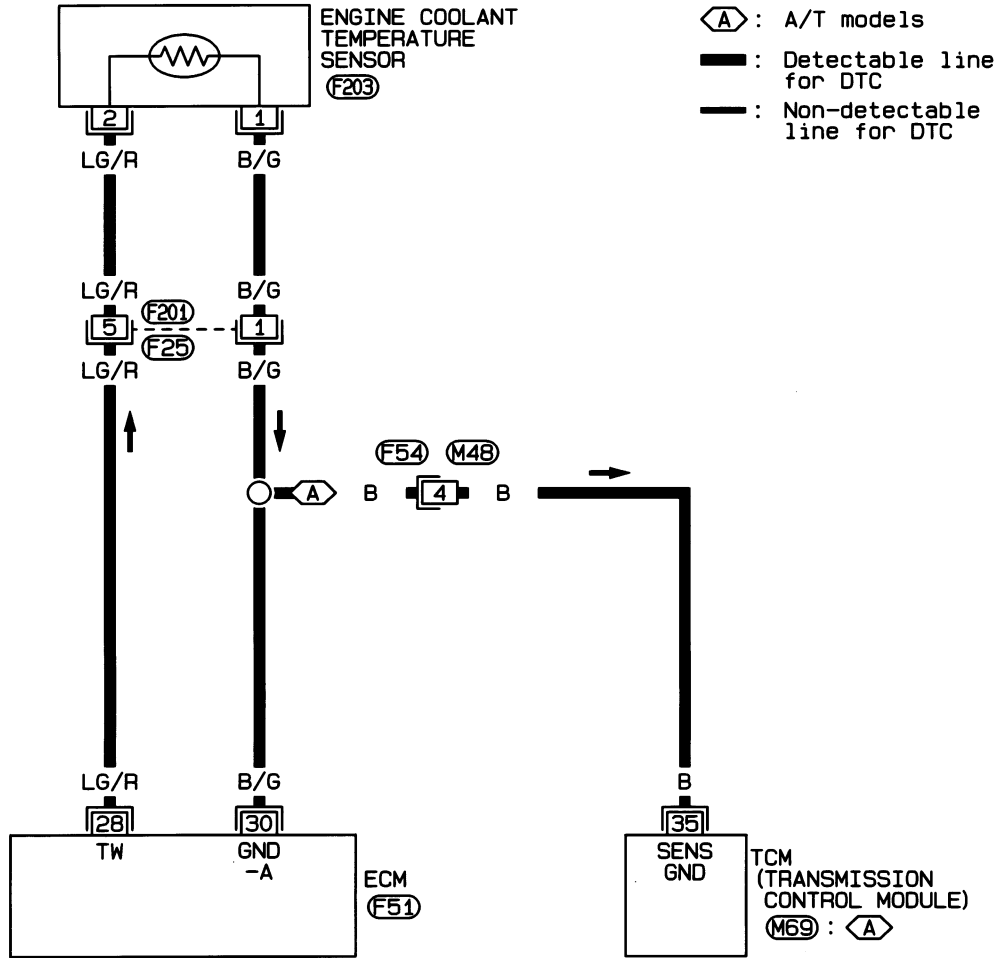 ENGINE COOLANT
TEMPERATURE
SENSOR
F203
A : A/T models
: Detectable line
for DTC
: Non-detectable
line for DTC
2 1
LG/R B/G
LG/R B/G
5 F201 1
F25
LG/R B/G
F54 M48
A B 4 B
LG/R B/G B
28 30 35
TW GND
-A
ECM
F51
SENS
GND
TCM
(TRANSMISSION
CONTROL MODULE)
M69 : A